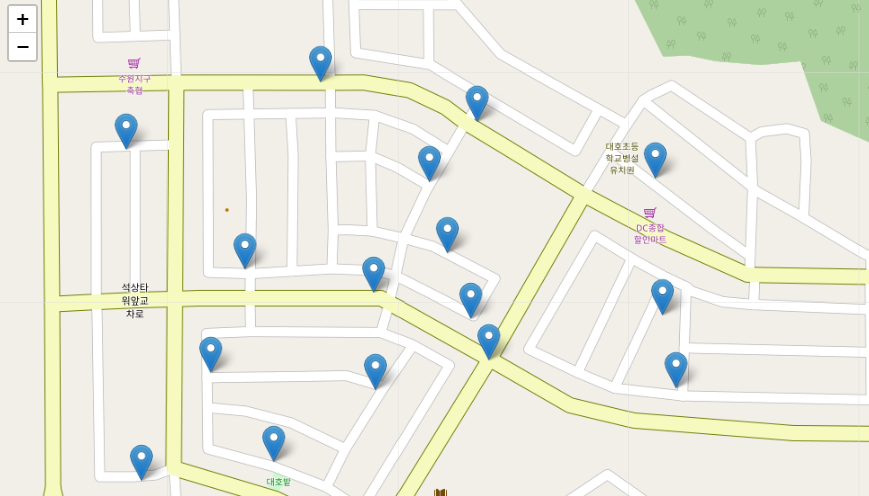 +
−
수원지구
축협
대호초등
학교병설
유치원
DC종합
할인마트
석상타
워앞교
차로
대호밭